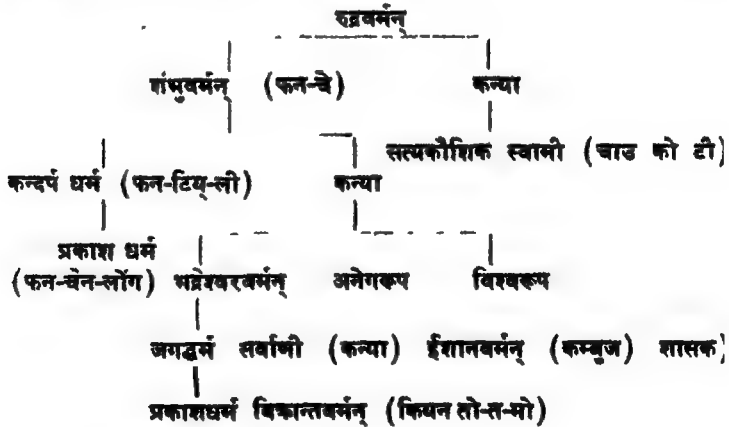 रुद्रवर्मन्
शंभुवर्मन् (फन-चे) कन्या
सत्यकौशिक स्वामी (चाउ को टी)
कन्दर्प धर्म (फन-टिय्-ली) कन्या
प्रकाश धर्म
(फन-चेन-लोंग) भद्रेश्वरवर्मन् अनेगरूप विश्वरूप
जगद्धर्म सर्वाणी (कन्या) ईशानवर्मन् (कम्बुज) शासक)
प्रकाशधर्म विक्रान्तवर्मन् (कियन तो-त-मो)